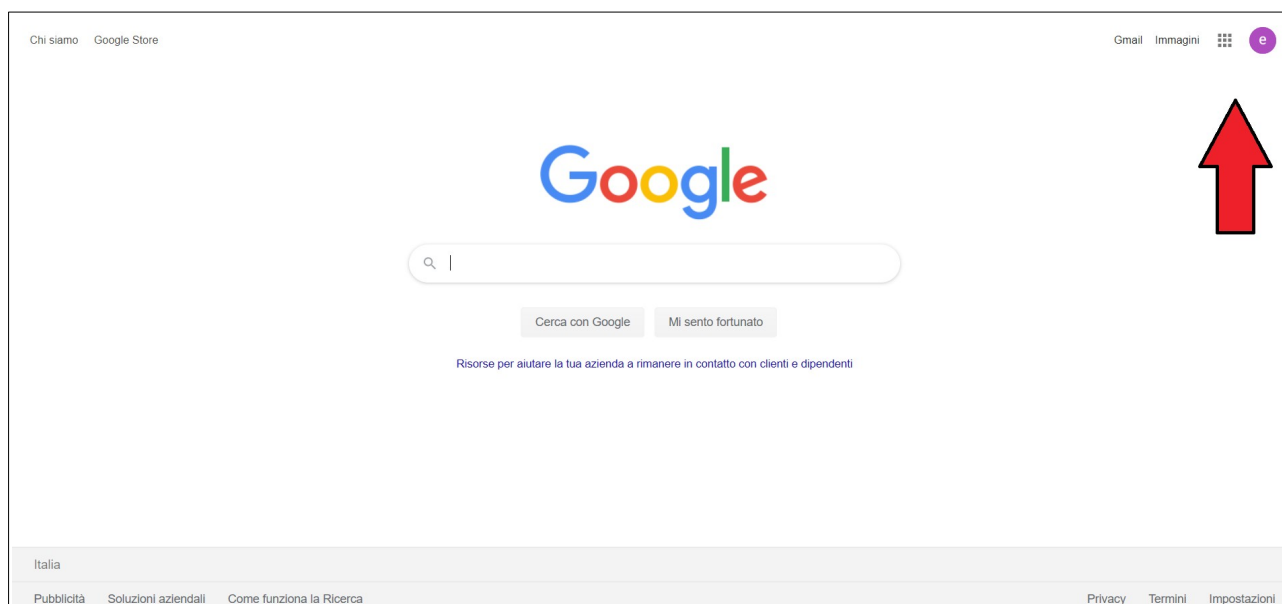 Chi siamo Google Store Gmail Immagini e
Google
Cerca con Google Mi sento fortunato
Risorse per aiutare la tua azienda a rimanere in contatto con clienti e dipendenti
Italia
Pubblicità Soluzioni aziendali Come funziona la Ricerca Privacy Termini Impostazioni